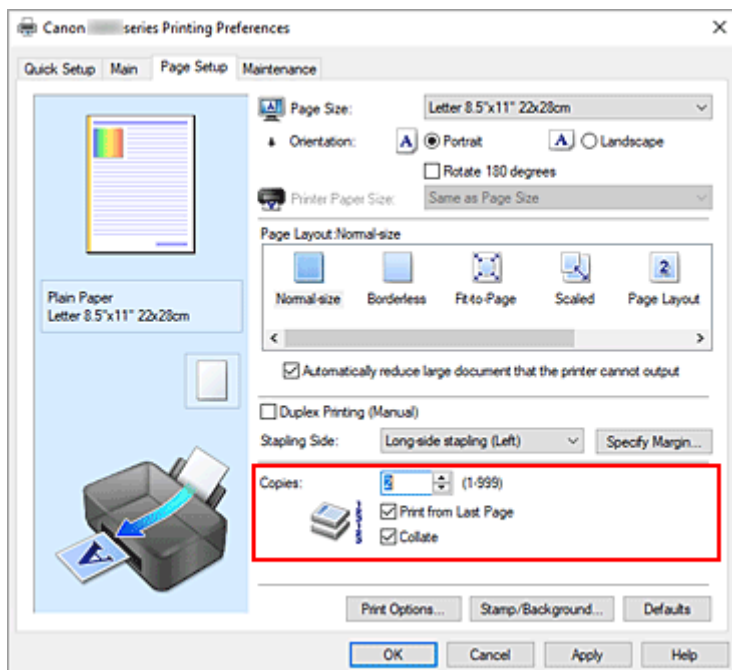 Canon series Printing Preferences
Quick Setup Main Page Setup Maintenance
Page Size: Letter 8.5"x11" 22x28cm
Orientation: A Portrait A Landscape
Rotate 180 degrees
Printer Paper Size: Same as Page Size
Page Layout:Normal-size
2
Normal-size Borderless Fit-to-Page Scaled Page Layout
Plain Paper
Letter 8.5"x11" 22x28cm
Automatically reduce large document that the printer cannot output
Duplex Printing (Manual)
Stapling Side: Long-side stapling (Left) Specify Margin...
Copies: 2 (1-999)
Print from Last Page
Collate
A
Print Options... Stamp/Background... Defaults
OK Cancel Apply Help